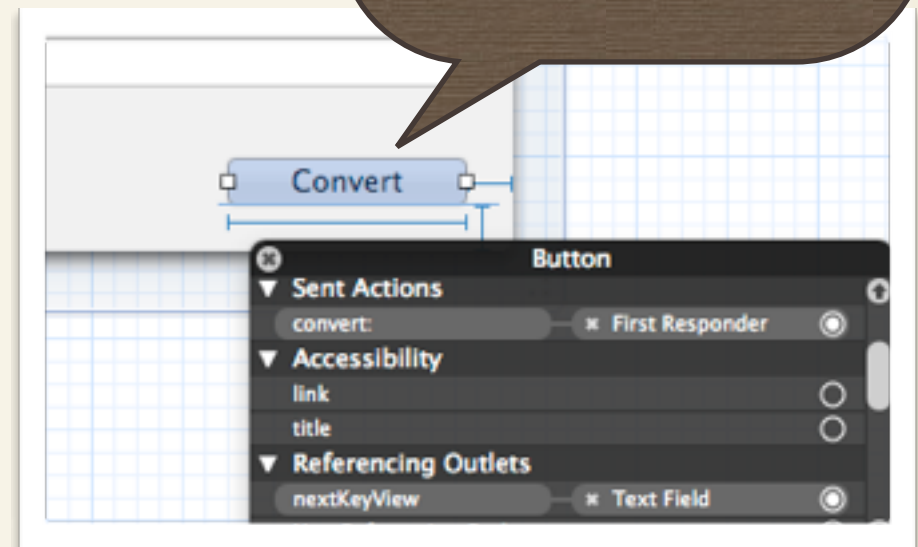 Convert
Button
Sent Actions
convert: First Responder
Accessibility
link
title
Referencing Outlets
nextKeyView Text Field